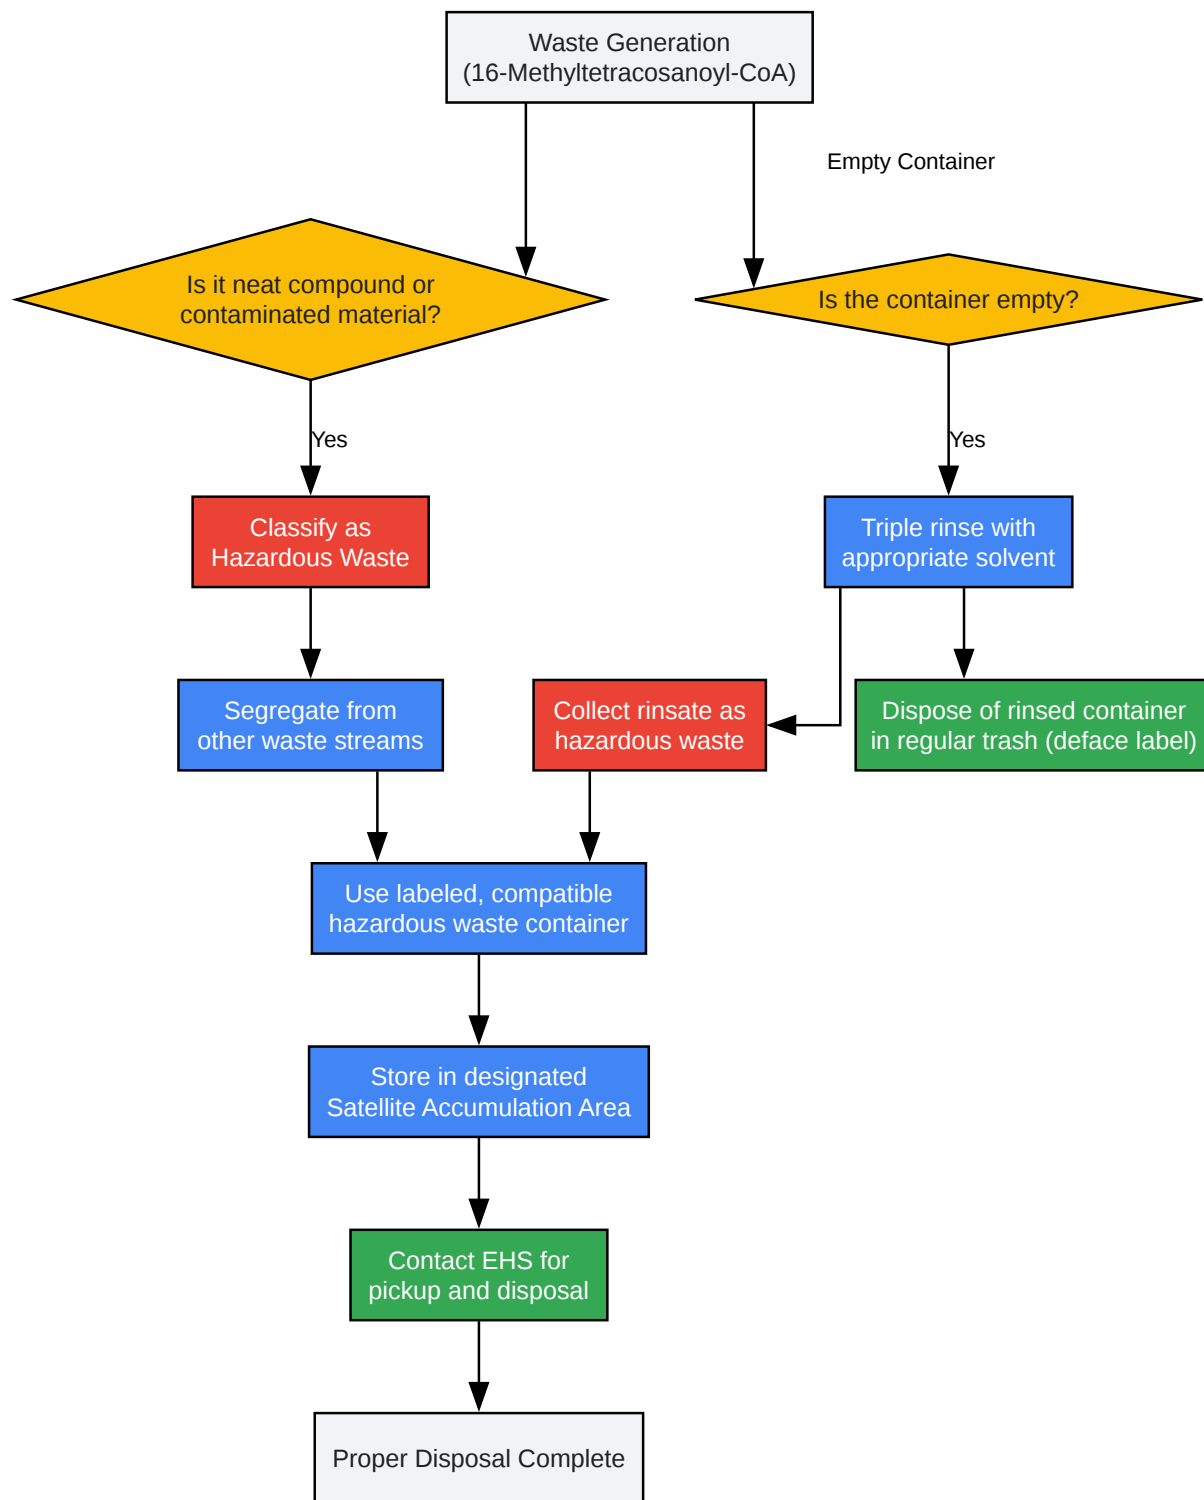 Waste Generation
(16-Methyltetracosanoyl-CoA)
Empty Container
Is it neat compound or
contaminated material?
Is the container empty?
Yes
Yes
Classify as
Hazardous Waste
Triple rinse with
appropriate solvent
Segregate from
other waste streams
Collect rinsate as
hazardous waste
Dispose of rinsed container
in regular trash (deface label)
Use labeled, compatible
hazardous waste container
Store in designated
Satellite Accumulation Area
Contact EHS for
pickup and disposal
Proper Disposal Complete